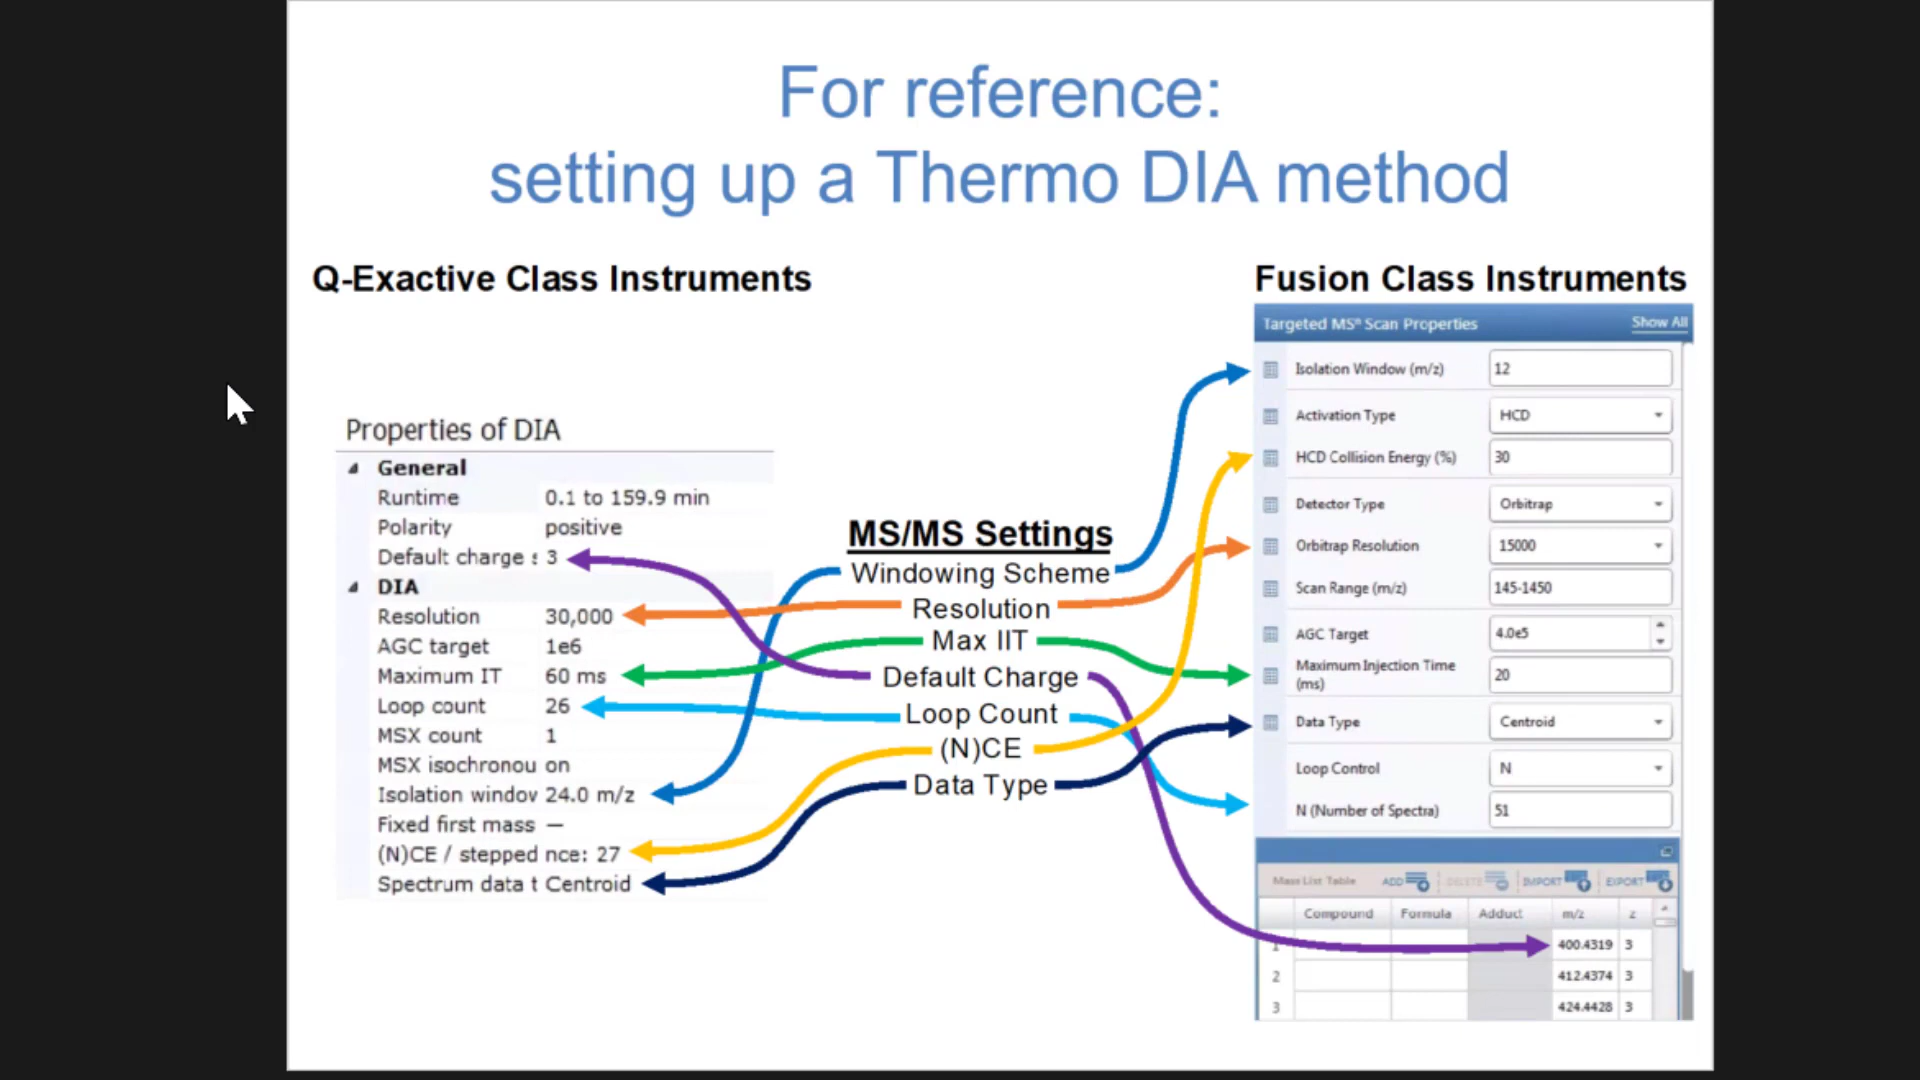 For reference:
setting up a Thermo DIA method
Q-Exactive Class Instruments
Properties of DIA
General
Runtime 0.1 to 159.9 min
Polarity positive
Default charge s 3
DIA
Resolution 30,000
AGC target 1e6
Maximum IT 60 ms
Loop count 26
MSX count 1
MSX isochronou on
Isolation windov 24.0 m/z
Fixed first mass —
(N)CE / stepped nce: 27
Spectrum data t Centroid
MS/MS Settings
Windowing Scheme
Resolution
Max IIT
Default Charge
Loop Count
(N)CE
Data Type
Fusion Class Instruments
Targeted MSⁿ Scan Properties Show All
Isolation Window (m/z) 12
Activation Type HCD
HCD Collision Energy (%) 30
Detector Type Orbitrap
Orbitrap Resolution 15000
Scan Range (m/z) 145-1450
AGC Target 4.0e5
Maximum Injection Time
(ms) 20
Data Type Centroid
Loop Control N
N (Number of Spectra) 51
Mass List Table ADD DELETE IMPORT EXPORT
Compound Formula Adduct m/z z
1 400.4319 3
2 412.4374 3
3 424.4428 3